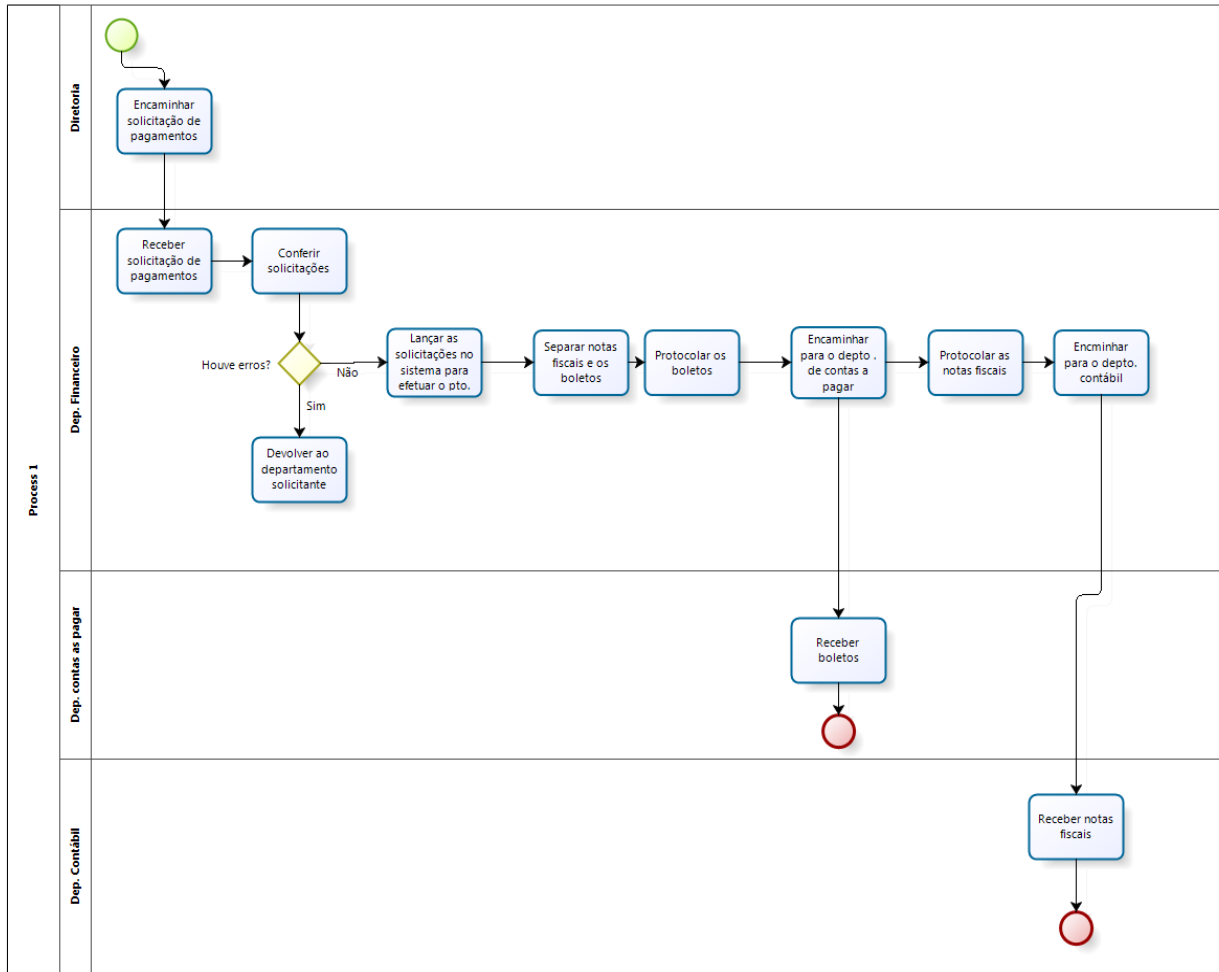 Process 1
Diretoria
Encaminhar
solicitação de
pagamentos
Dep. Financeiro
Receber
solicitação de
pagamentos
Conferir
solicitações
Houve erros?
Não
Sim
Devolver ao
departamento
solicitante
Lançar as
solicitações no
sistema para
efetuar o pto.
Separar notas
fiscais e os
boletos
Protocolar os
boletos
Encaminhar
para o depto .
de contas a
pagar
Protocolar as
notas fiscais
Encminhar
para o depto.
contábil
Dep. contas as pagar
Receber
boletos
Dep. Contábil
Receber notas
fiscais